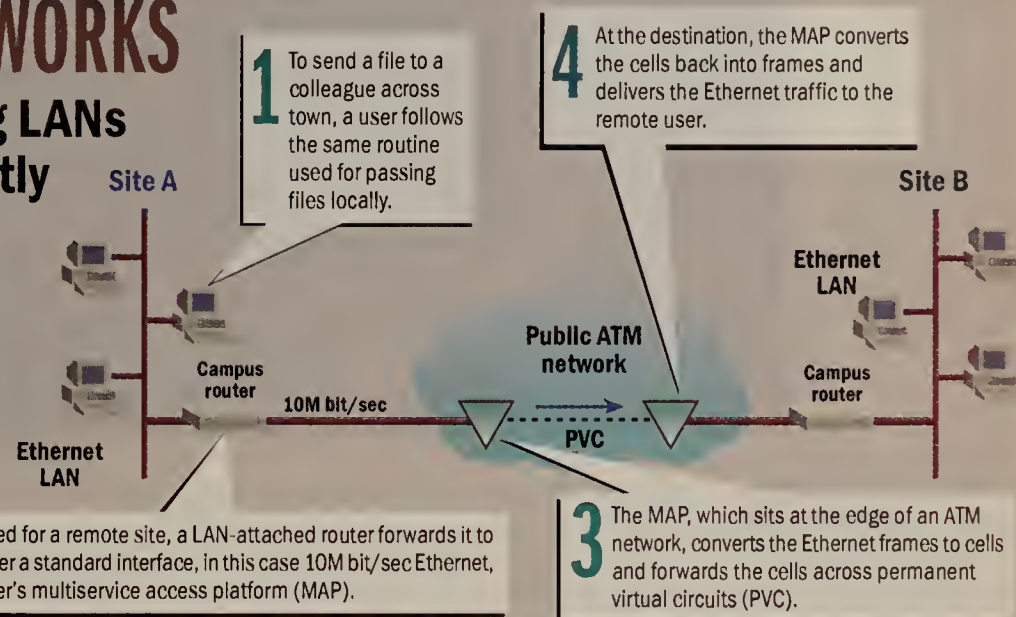 WORKS
LANs
tly
Site A
1
To send a file to a
colleague across
town, a user follows
the same routine
used for passing
files locally.
4
At the destination, the MAP converts
the cells back into frames and
delivers the Ethernet traffic to the
remote user.
Site B
Ethernet
LAN
Public ATM
network
Campus
router
10M bit/sec
PVC
Campus
router
Ethernet
LAN
ed for a remote site, a LAN-attached router forwards it to
er a standard interface, in this case 10M bit/sec Ethernet,
er's multiservice access platform (MAP).
3
The MAP, which sits at the edge of an ATM
network, converts the Ethernet frames to cells
and forwards the cells across permanent
virtual circuits (PVC).